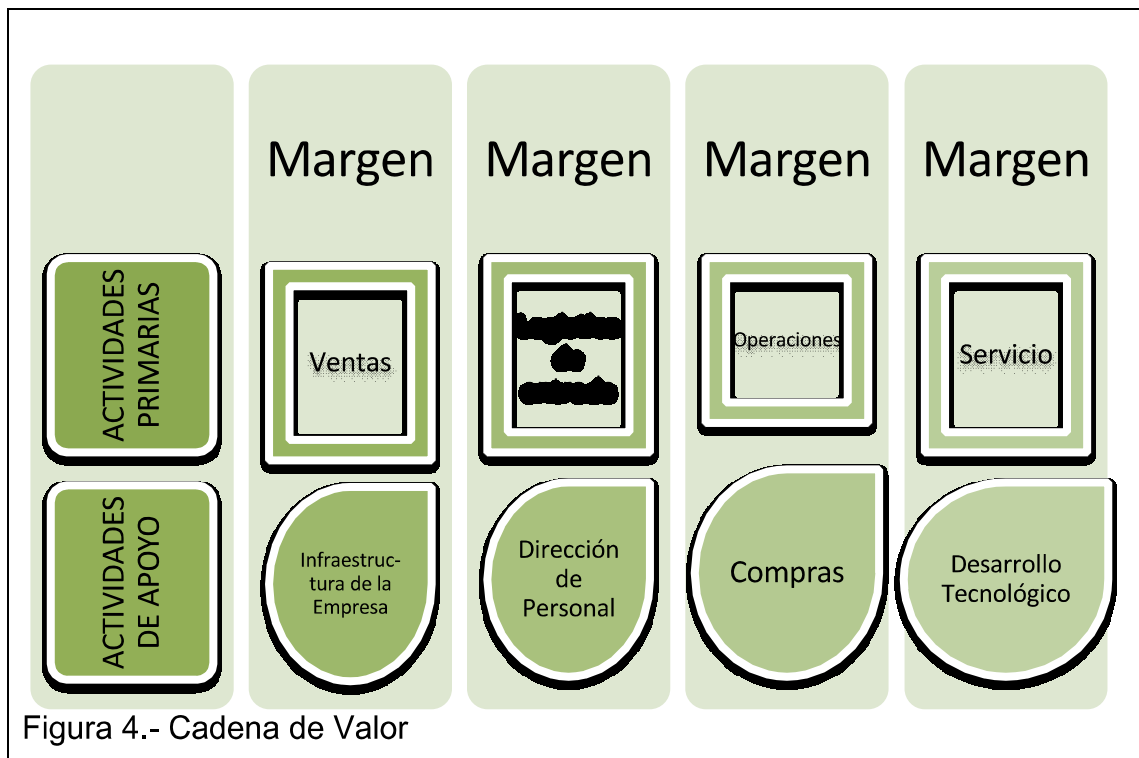 Margen
Margen
Margen
Margen
ACTIVIDADES
PRIMARIAS
Ventas
de
Operaciones
Servicio
ACTIVIDADES
DE APOYO
Infraestruc-
tura de la
Empresa
Dirección
de
Personal
Compras
Desarrollo
Tecnológico
Figura 4.- Cadena de Valor